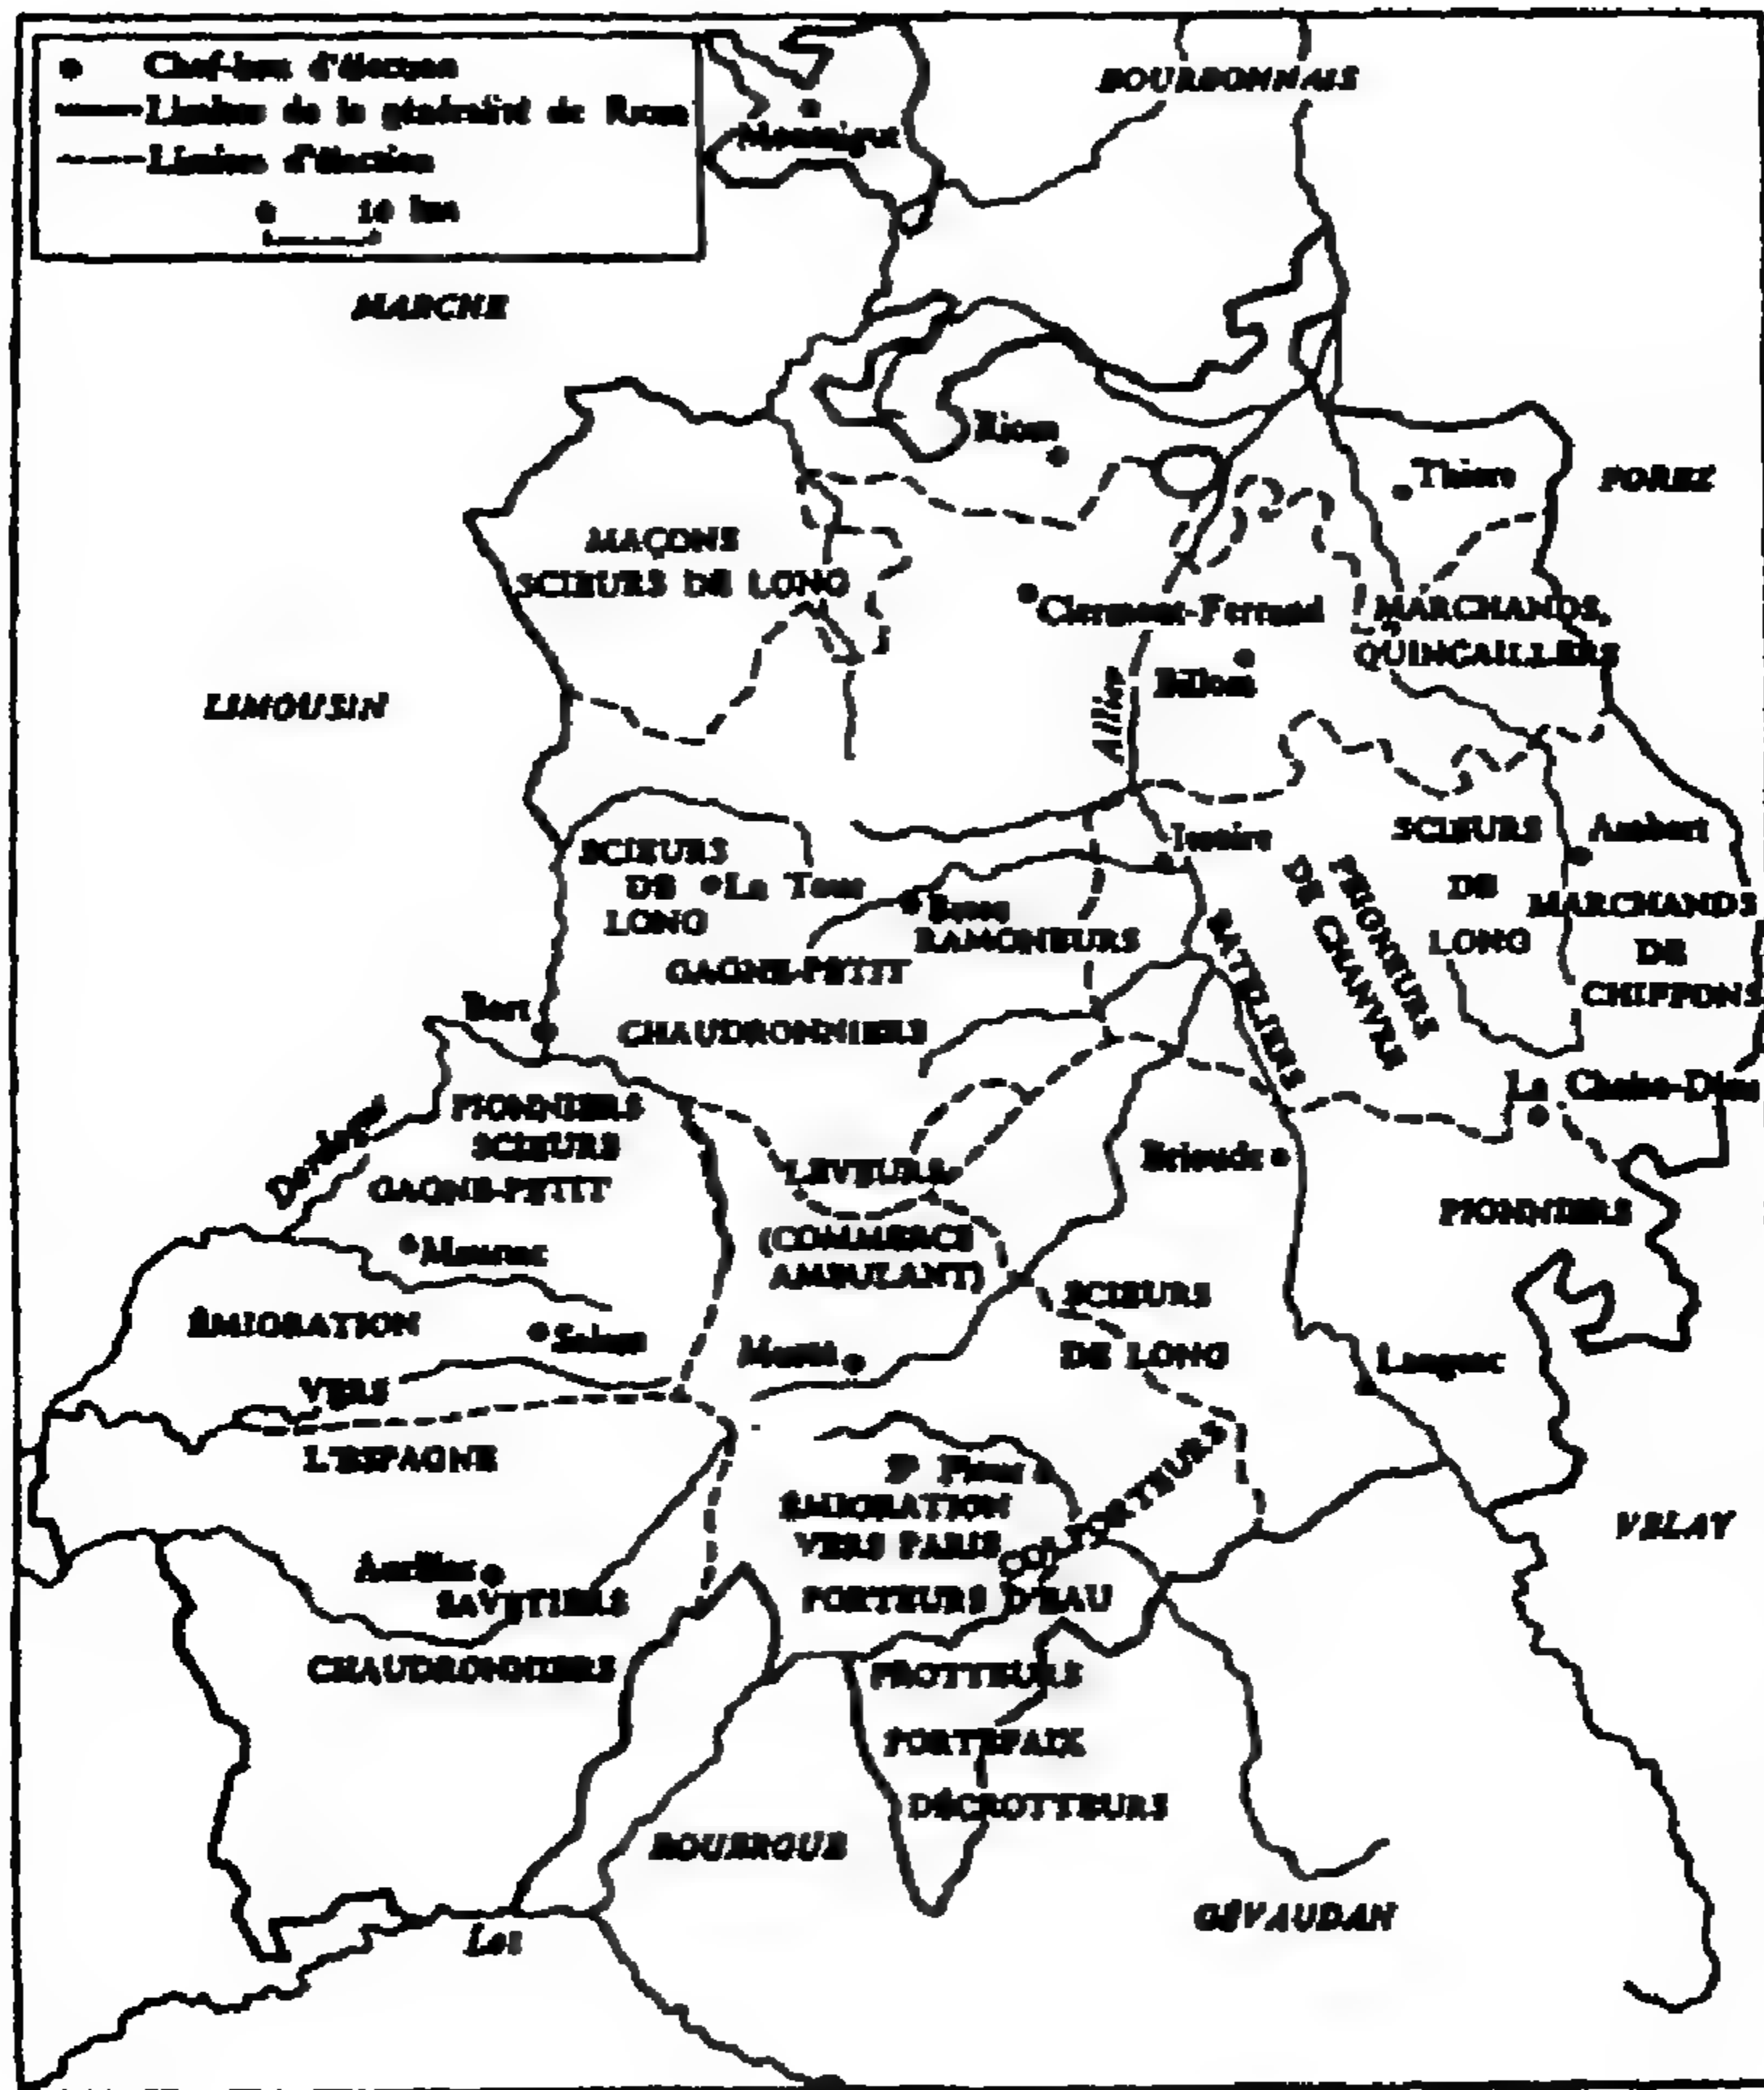 Chef-lieu d'élection
Limites de la généralité de Riom
Limites d'élection
0 10 km
BOURBONNAIS
MARCHE
Riom
Thiers
FOREZ
MAÇONS
SCIEURS DE LONG
Clermont-Ferrand
MARCHANDS,
QUINCAILLERS
Billom
LIMOUSIN
Allier
Issoire
SCIEURS
DE
LONG
Ambert
MARCHANDS
DE
CHIFFONS
PEIGNEURS
DE CHANVRE
BATELIERS
SCIEURS
DE
LONG
La Tour
Besse
RAMONEURS
GAGNE-PETIT
CHAUDRONNIERS
Bort
La Chaise-Dieu
PIONNIERS
SCIEURS
GAGNE-PETIT
Dordogne
Mauriac
LEVEURS
(COMMERCE
AMBULANT)
Brioude
PIONNIERS
SCIEURS
DE LONG
ÉMIGRATION
VERS
L'ESPAGNE
Salers
Murat
Langeac
St Flour
ÉMIGRATION
VERS PARIS
COLPORTEURS
PORTEURS D'EAU
VELAY
Aurillac
SAVETIERS
CHAUDRONNIERS
FROTTEURS
PORTEFAIX
DÉCROTTEURS
ROUERGUE
GÉVAUDAN
Lot